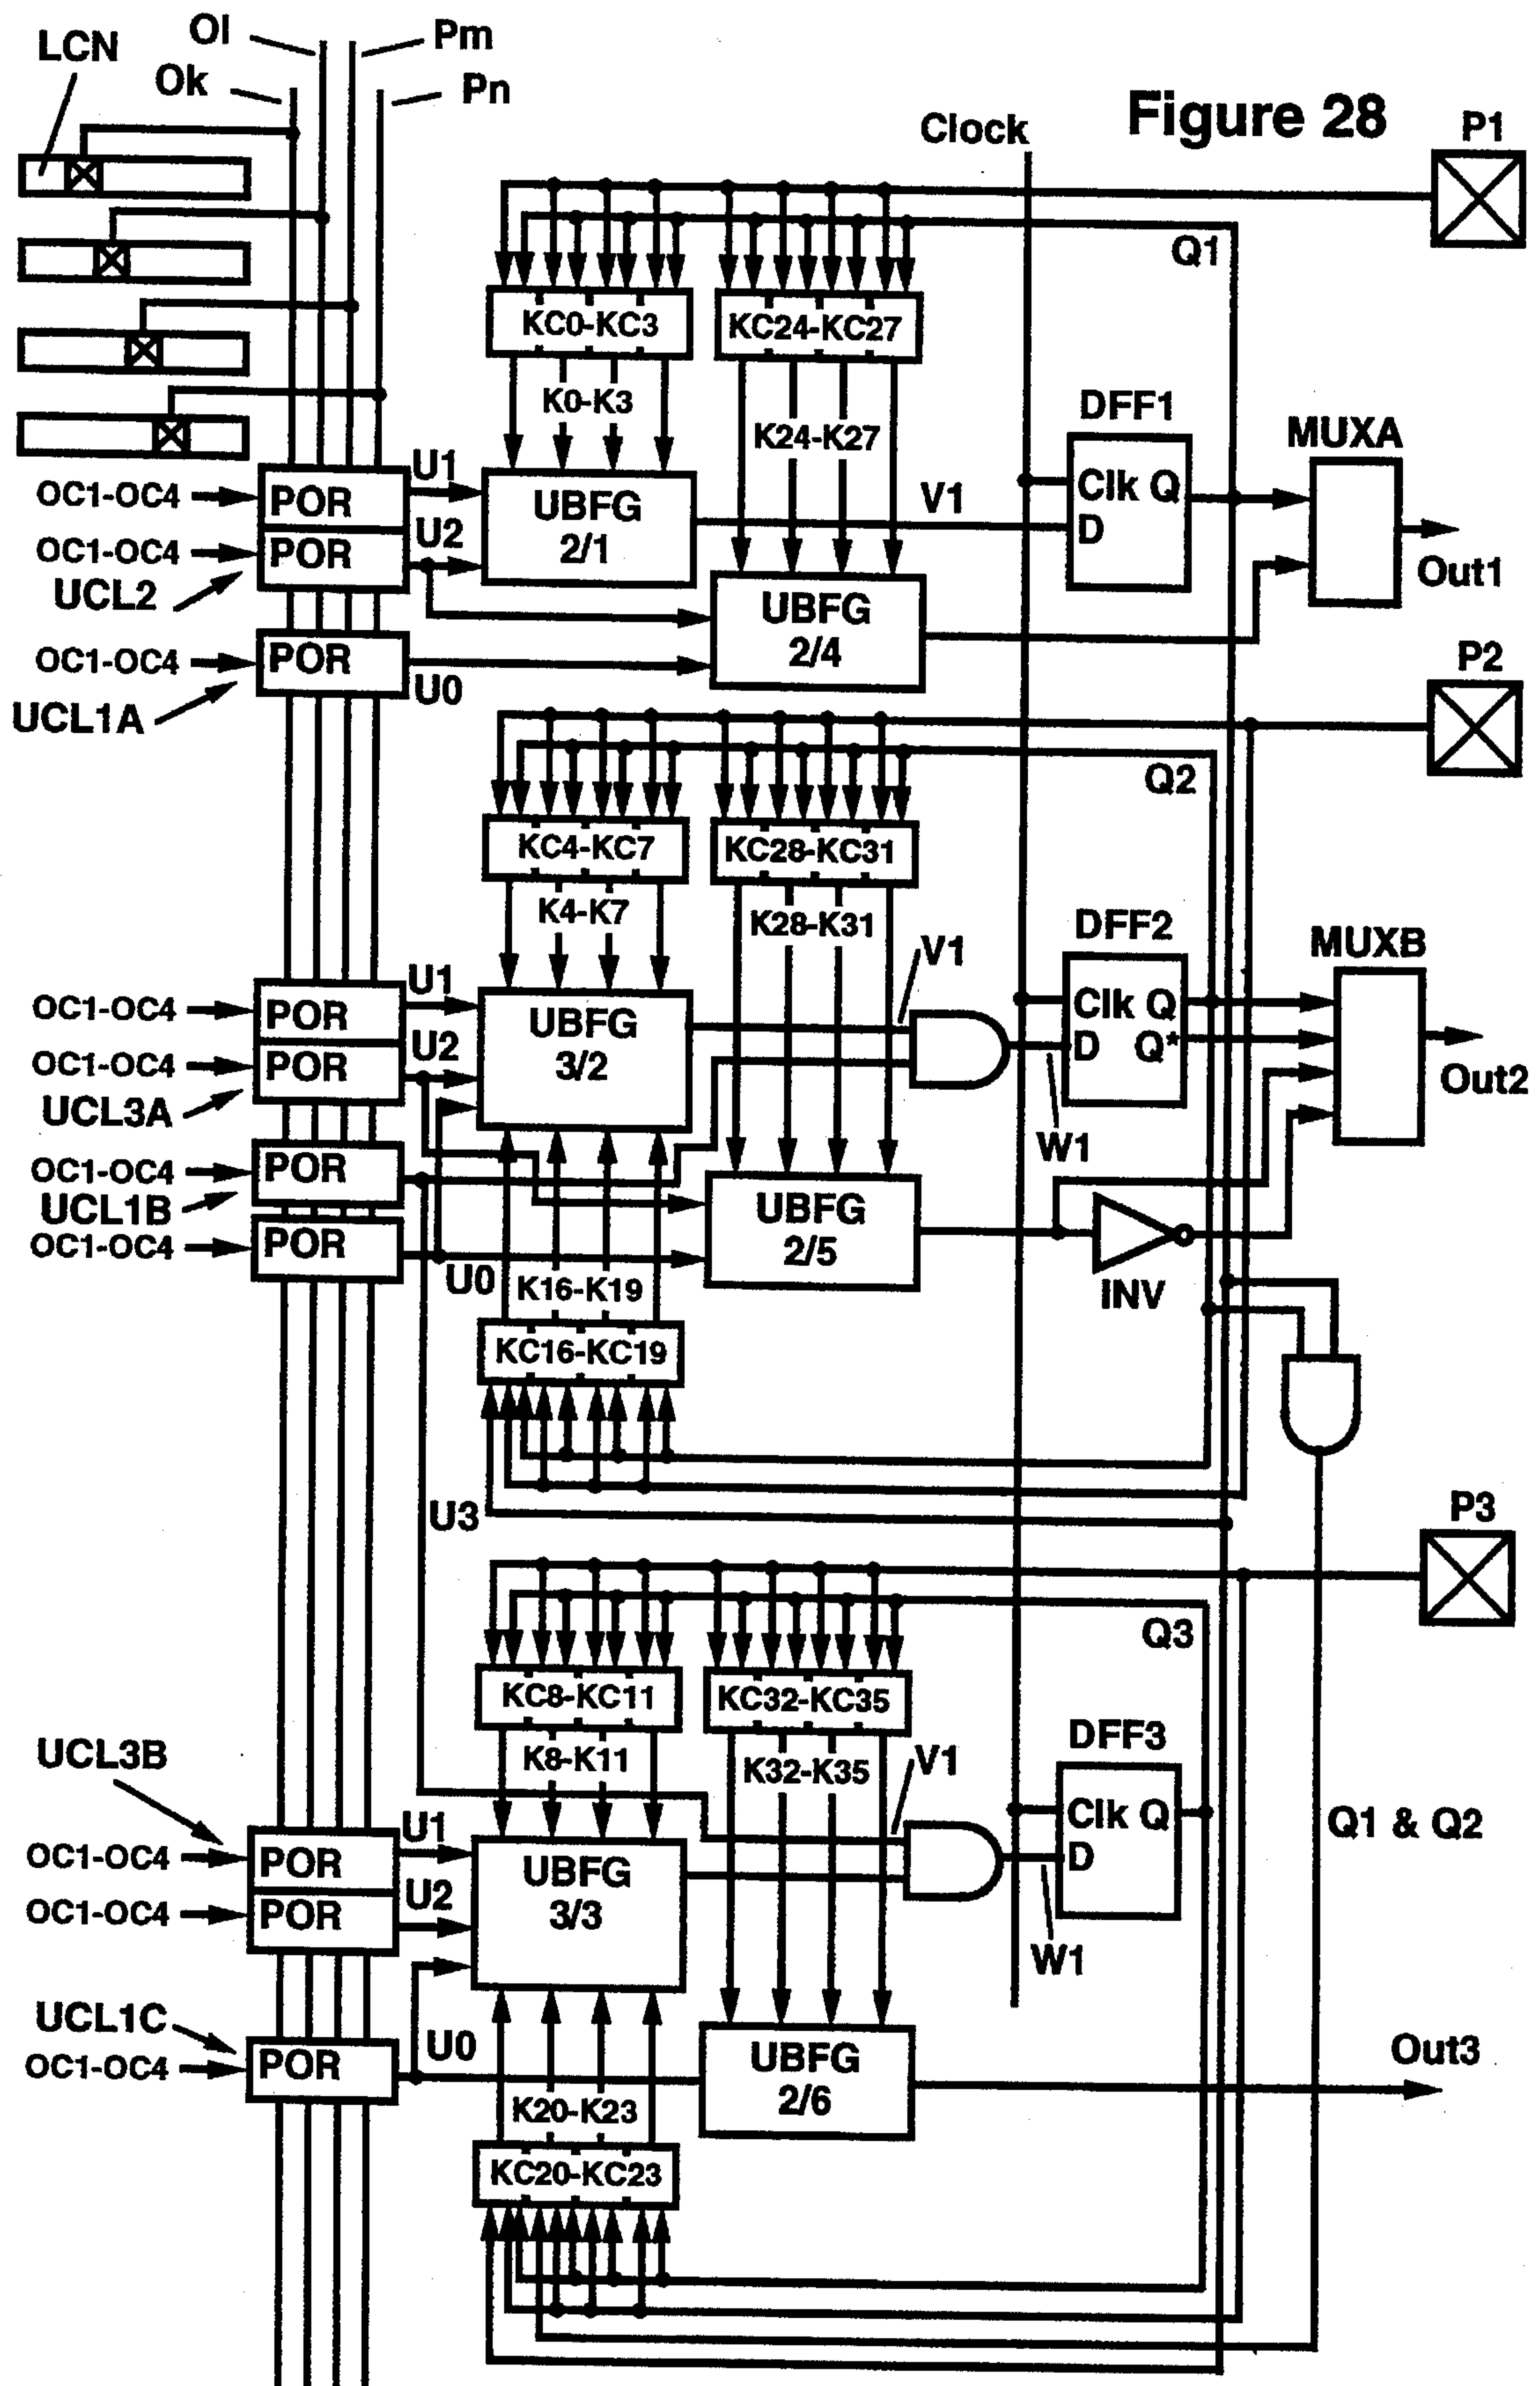 Figure 28
LCN
Ol
Ok
Pm
Pn
Clock
P1
Q1
KC0-KC3
KC24-KC27
K0-K3
K24-K27
DFF1
MUXA
OC1-OC4
POR
U1
UBFG
2/1
V1
Clk Q
D
Out1
OC1-OC4
POR
U2
UCL2
UBFG
2/4
OC1-OC4
POR
U0
UCL1A
P2
Q2
KC4-KC7
KC28-KC31
K4-K7
K28-K31
V1
DFF2
MUXB
OC1-OC4
POR
U1
UBFG
3/2
Clk Q
D Q*
Out2
OC1-OC4
POR
U2
UCL3A
W1
OC1-OC4
POR
UCL1B
UBFG
2/5
OC1-OC4
POR
U0
K16-K19
INV
KC16-KC19
U3
P3
Q3
KC8-KC11
KC32-KC35
K8-K11
K32-K35
V1
DFF3
UCL3B
Q1 & Q2
OC1-OC4
POR
U1
UBFG
3/3
Clk Q
D
OC1-OC4
POR
U2
W1
UCL1C
OC1-OC4
POR
U0
UBFG
2/6
Out3
K20-K23
KC20-KC23